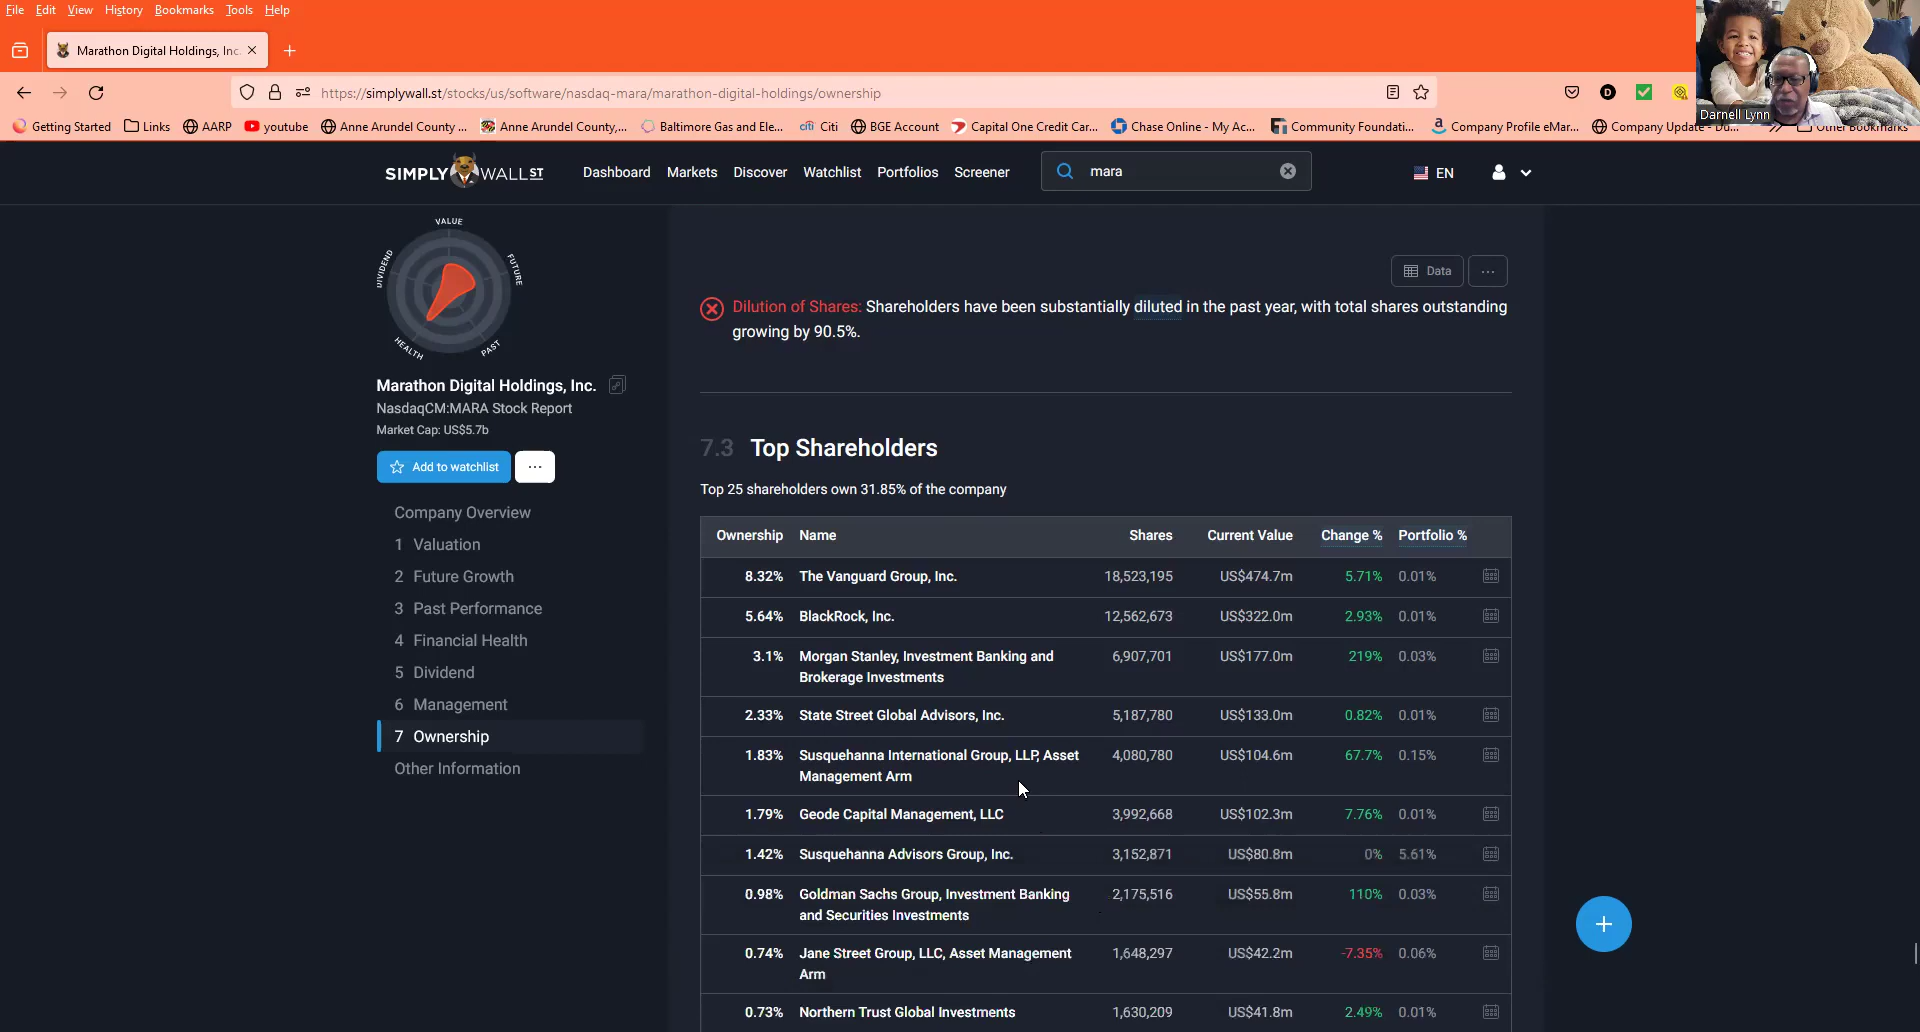 File Edit View History Bookmarks Tools Help
Marathon Digital Holdings, Inc.
https://simplywall.st/stocks/us/software/nasdaq-mara/marathon-digital-holdings/ownership
Getting Started Links AARP youtube Anne Arundel County ... Anne Arundel County,... Baltimore Gas and Ele... citi Citi BGE Account Capital One Credit Car... Chase Online - My Ac... Community Foundati... Company Profile eMar... Company Update - Du... Other Bookmarks
Darnell Lynn
SIMPLY WALL ST Dashboard Markets Discover Watchlist Portfolios Screener mara EN
VALUE
FUTURE
PAST
HEALTH
DIVIDEND
Marathon Digital Holdings, Inc.
NasdaqCM:MARA Stock Report
Market Cap: US$5.7b
Add to watchlist ...
Company Overview
1 Valuation
2 Future Growth
3 Past Performance
4 Financial Health
5 Dividend
6 Management
7 Ownership
Other Information
Data ...
Dilution of Shares: Shareholders have been substantially diluted in the past year, with total shares outstanding
growing by 90.5%.
7.3 Top Shareholders
Top 25 shareholders own 31.85% of the company
Ownership Name Shares Current Value Change % Portfolio %
8.32% The Vanguard Group, Inc. 18,523,195 US$474.7m 5.71% 0.01%
5.64% BlackRock, Inc. 12,562,673 US$322.0m 2.93% 0.01%
3.1% Morgan Stanley, Investment Banking and 6,907,701 US$177.0m 219% 0.03%
Brokerage Investments
2.33% State Street Global Advisors, Inc. 5,187,780 US$133.0m 0.82% 0.01%
1.83% Susquehanna International Group, LLP, Asset 4,080,780 US$104.6m 67.7% 0.15%
Management Arm
1.79% Geode Capital Management, LLC 3,992,668 US$102.3m 7.76% 0.01%
1.42% Susquehanna Advisors Group, Inc. 3,152,871 US$80.8m 0% 5.61%
0.98% Goldman Sachs Group, Investment Banking 2,175,516 US$55.8m 110% 0.03%
and Securities Investments
0.74% Jane Street Group, LLC, Asset Management 1,648,297 US$42.2m -7.35% 0.06%
Arm
0.73% Northern Trust Global Investments 1,630,209 US$41.8m 2.49% 0.01%